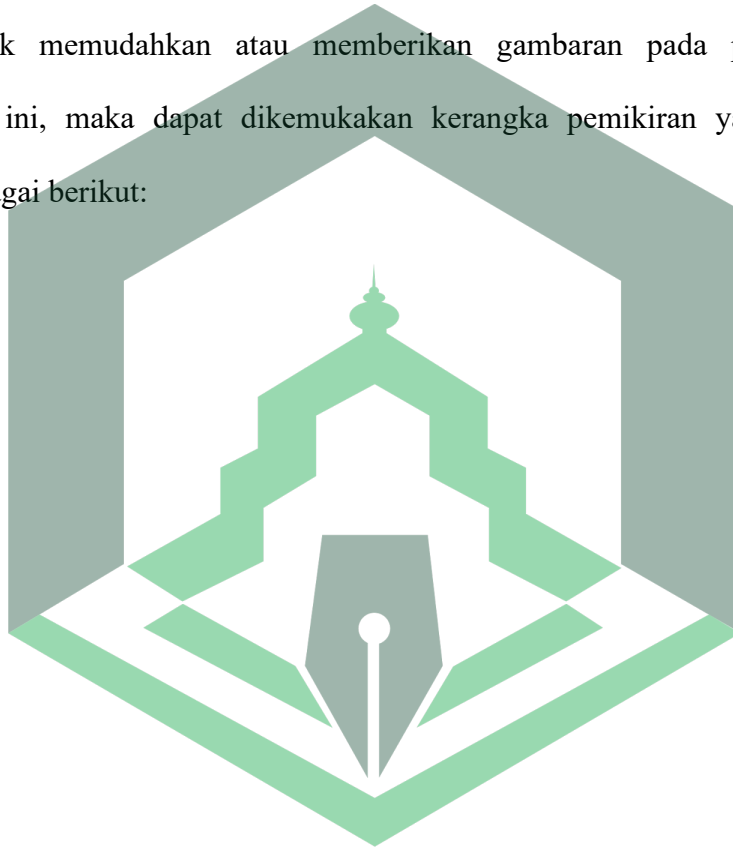 k memudahkan atau memberikan gambaran pada p
ini, maka dapat dikemukakan kerangka pemikiran ya
gai berikut: